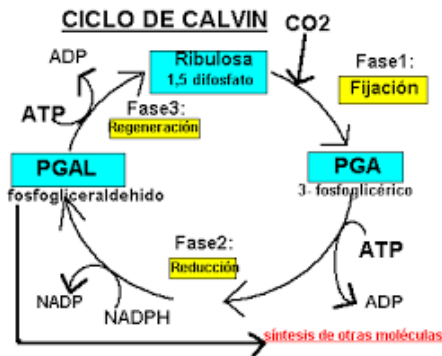 CICLO DE CALVIN
CO2
Ribulosa
1,5 difosfato
Fase1:
Fijación
ADP
ATP
Fase3:
Regeneración
PGAL
fosfogliceraldehido
PGA
3- fosfoglicérico
Fase2:
Reducción
ATP
ADP
NADP
NADPH
síntesis de otras moléculas